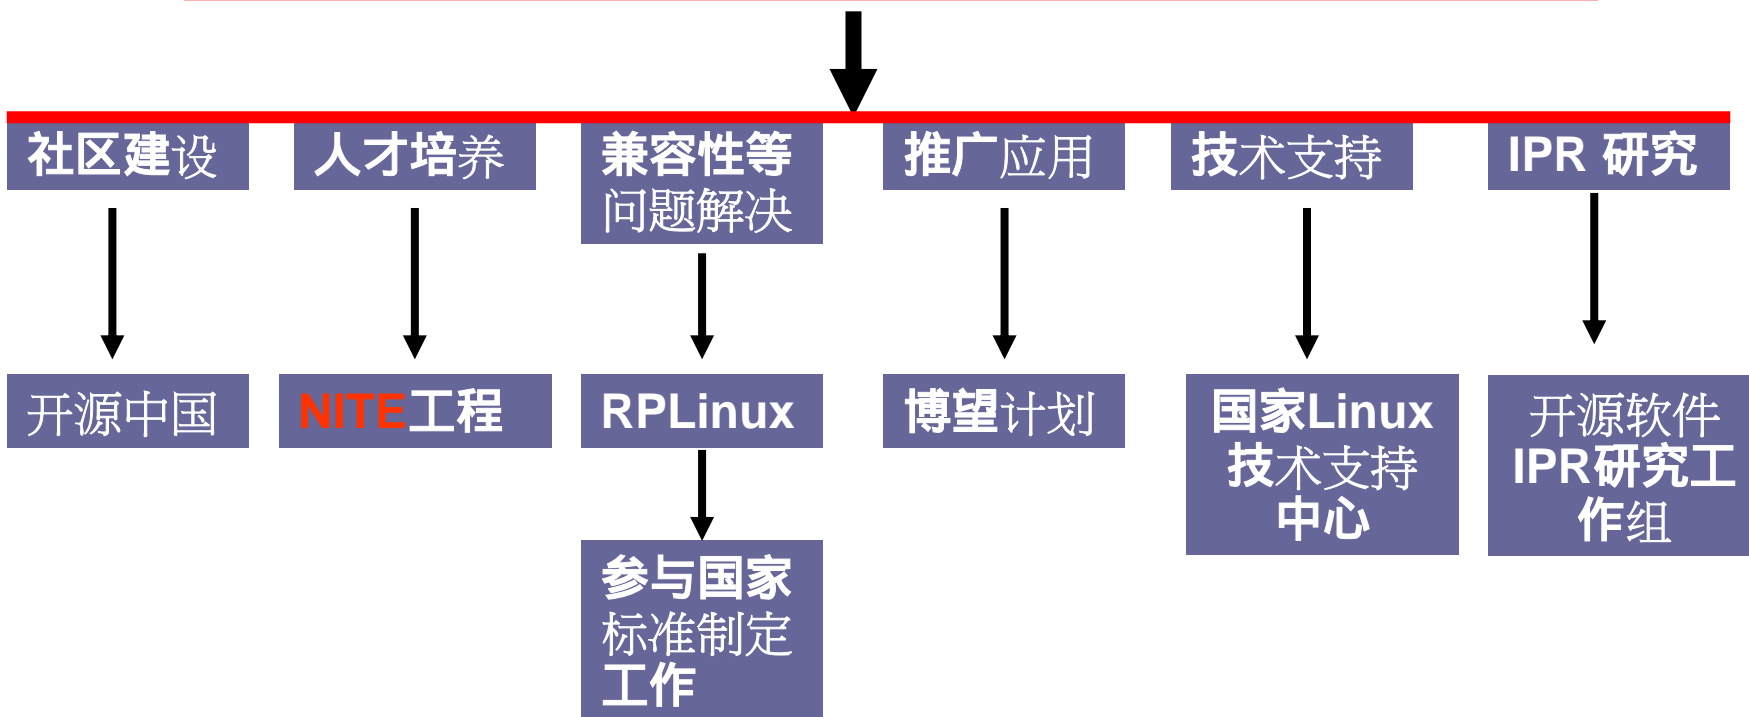 社区建设
人才培养
兼容性等
问题解决
推广应用
技术支持
IPR 研究
开源中国
NITE工程
RPLinux
博望计划
国家Linux
技术支持
中心
开源软件
IPR研究工
作组
参与国家
标准制定
工作